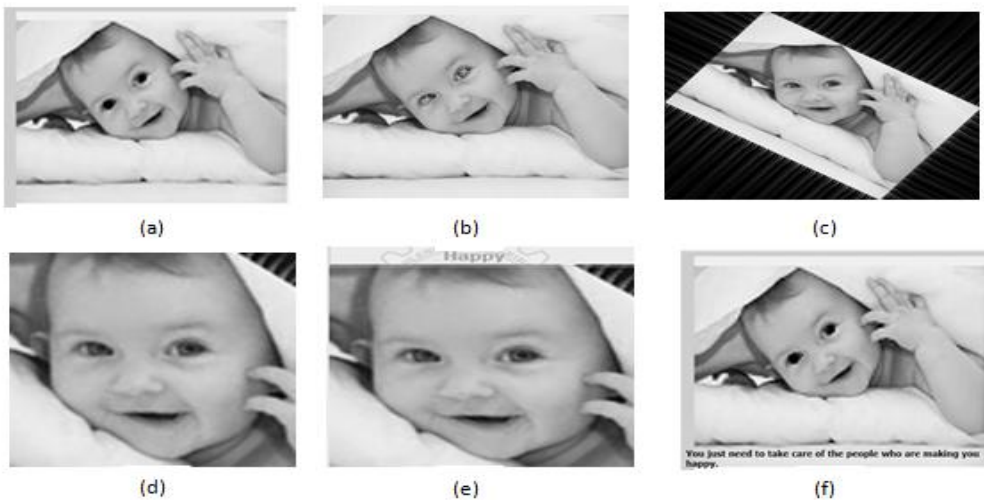 (a)
(b)
(c)
Happy
(d)
(e)
You just need to take care of the people who are making you
happy.
(f)